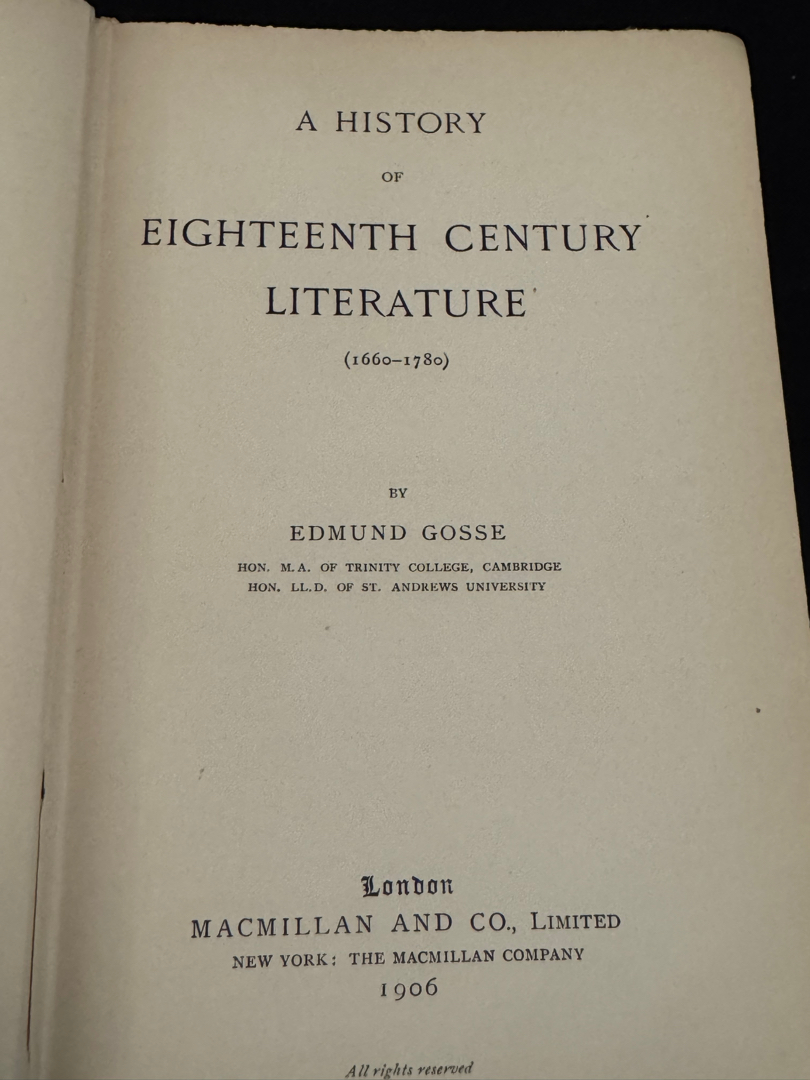 A HISTORY
OF
EIGHTEENTH CENTURY
LITERATURE
(1660–1780)
BY
EDMUND GOSSE
HON. M.A. OF TRINITY COLLEGE, CAMBRIDGE
HON. LL.D. OF ST. ANDREWS UNIVERSITY
London
MACMILLAN AND CO., LIMITED
NEW YORK: THE MACMILLAN COMPANY
1906
All rights reserved